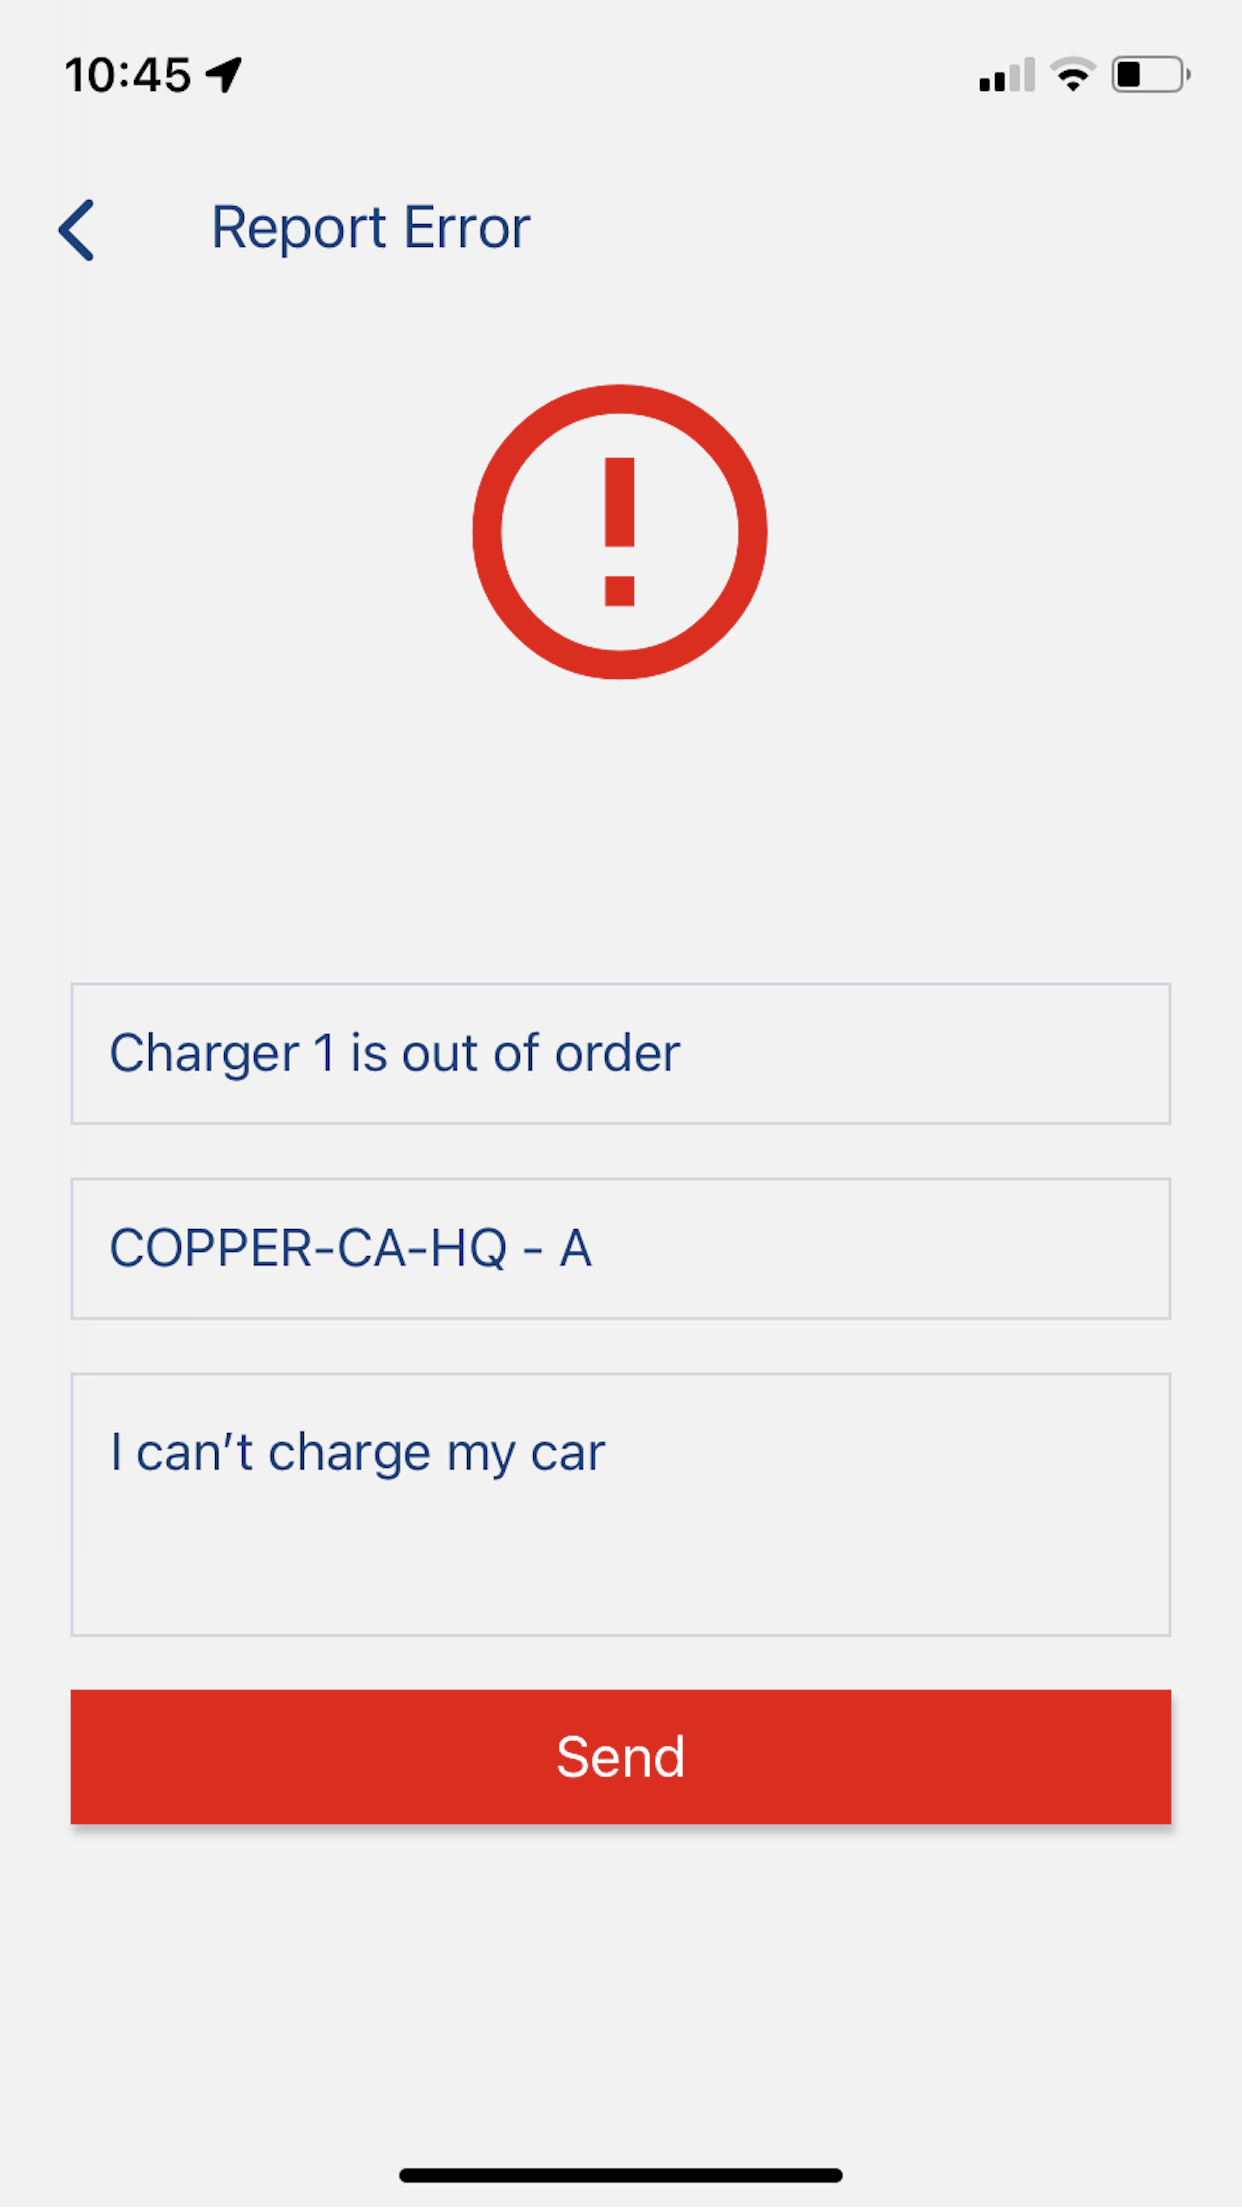 10:45
Report Error
Charger 1 is out of order
COPPER-CA-HQ - A
I can’t charge my car
Send